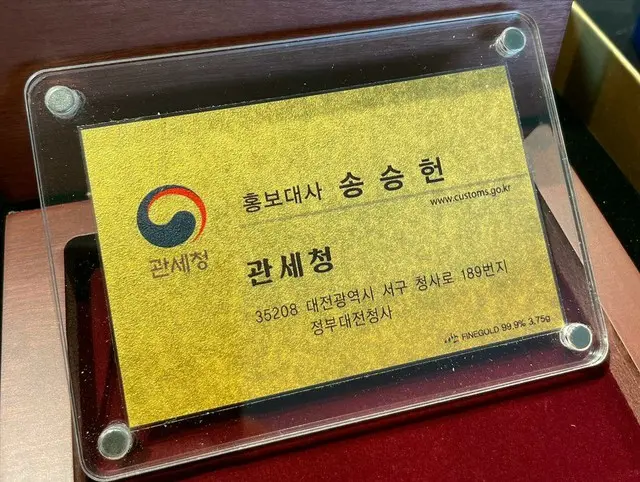 관세청
홍보대사 송승헌
www.customs.go.kr
관세청
35208 대전광역시 서구 청사로 189번지
정부대전청사
FINEGOLD 99.9% 3.75g